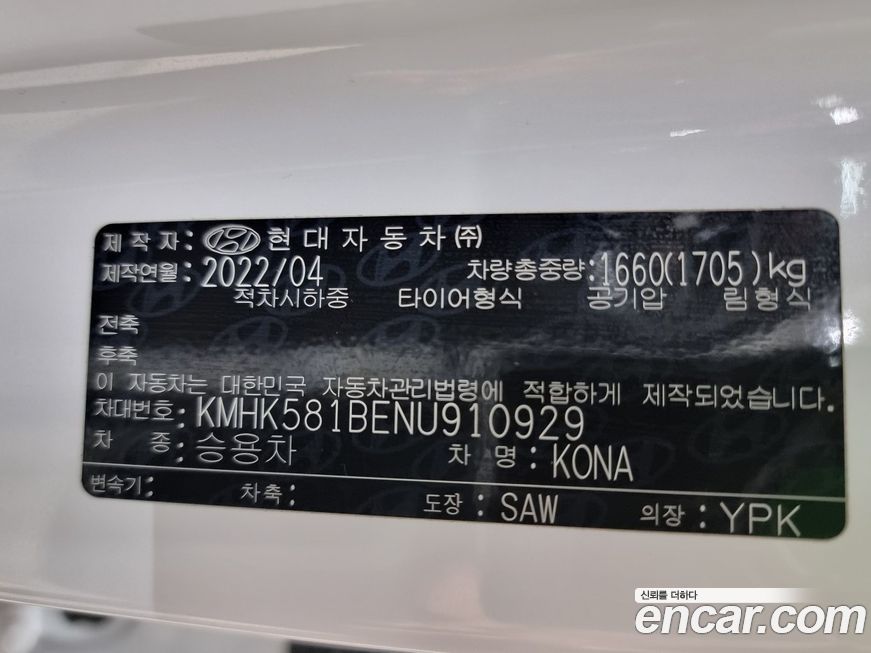 제작자: 현대자동차㈜
제작연월: 2022/04 차량총중량: 1660(1705)kg
적차시하중 타이어형식 공기압 림형식
전축
후축
이 자동차는 대한민국 자동차관리법령에 적합하게 제작되었습니다.
차대번호: KMHK581BENU910929
차 종: 승용차 차 명: KONA
변속기: 차축: 도장: SAW 의장: YPK
신뢰를 더하다
encar.com